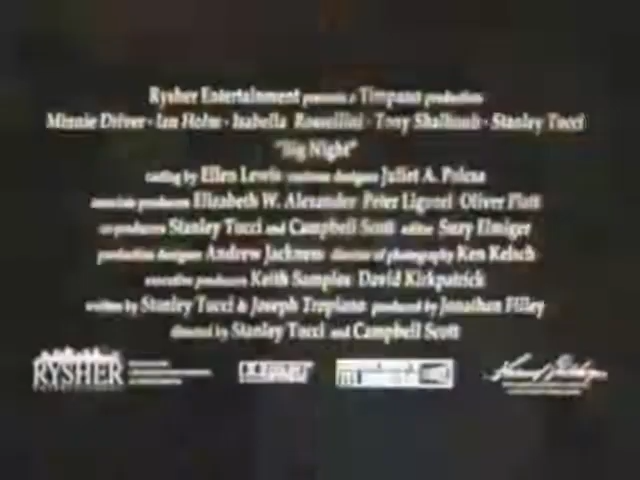 Rysher Entertainment presents a Timpano production
Minnie Driver · Ian Holm · Isabella Rossellini · Tony Shalhoub · Stanley Tucci
"Big Night"
casting by Ellen Lewis costume designer Juliet A. Polcsa
associate producers Elizabeth W. Alexander Peter Liguori Oliver Platt
co-producers Stanley Tucci and Campbell Scott editor Suzy Elmiger
production designer Andrew Jackness director of photography Ken Kelsch
executive producers Keith Samples David Kirkpatrick
written by Stanley Tucci & Joseph Tropiano produced by Jonathan Filley
directed by Stanley Tucci and Campbell Scott
RYSHER